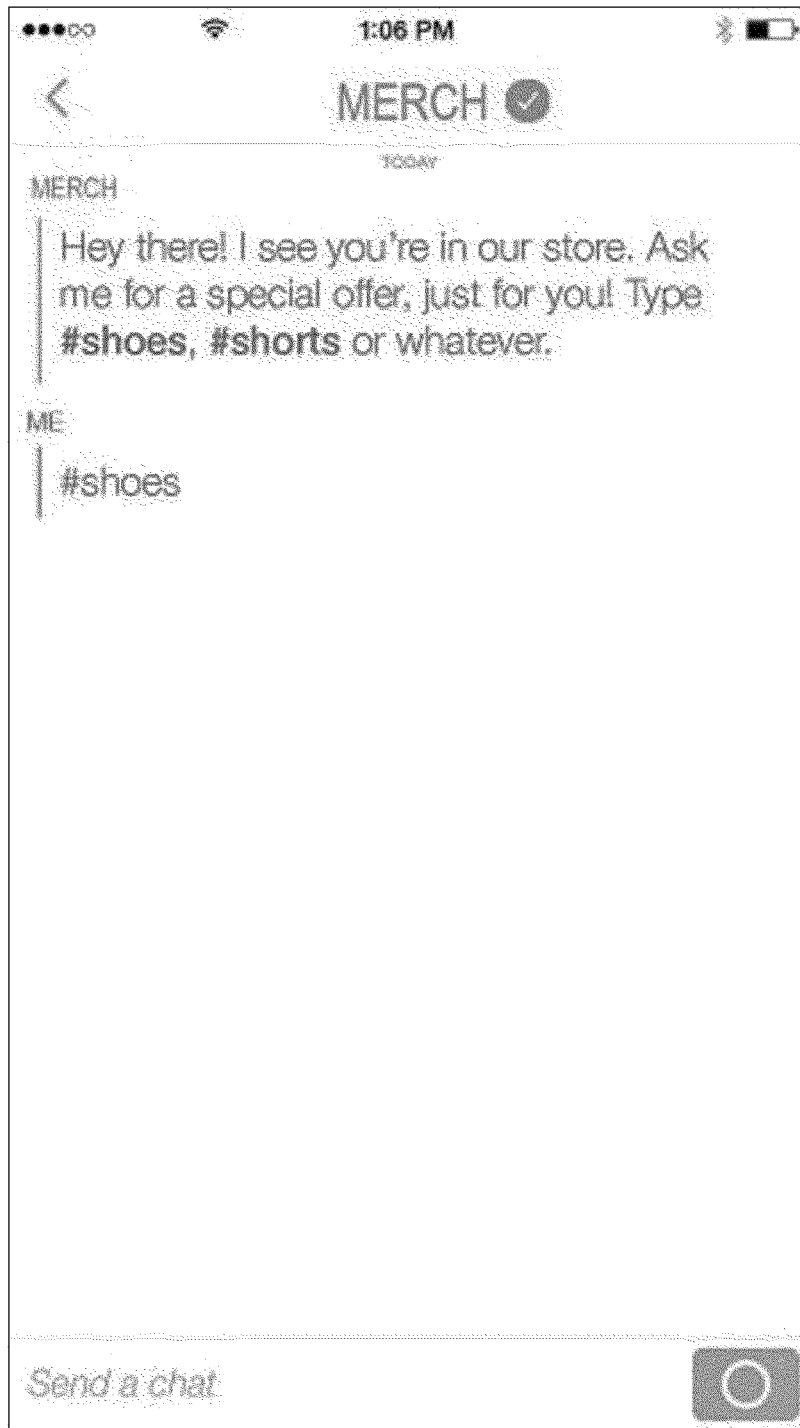 1:06 PM
MERCH
TODAY
MERCH
Hey there! I see you're in our store. Ask
me for a special offer, just for you! Type
#shoes, #shorts or whatever.
ME
#shoes
Send a chat